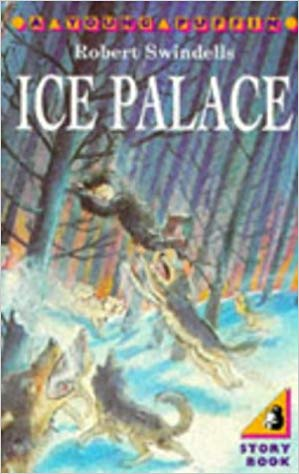 A YOUNG PUFFIN
Robert Swindells
ICE PALACE
STORY
BOOK